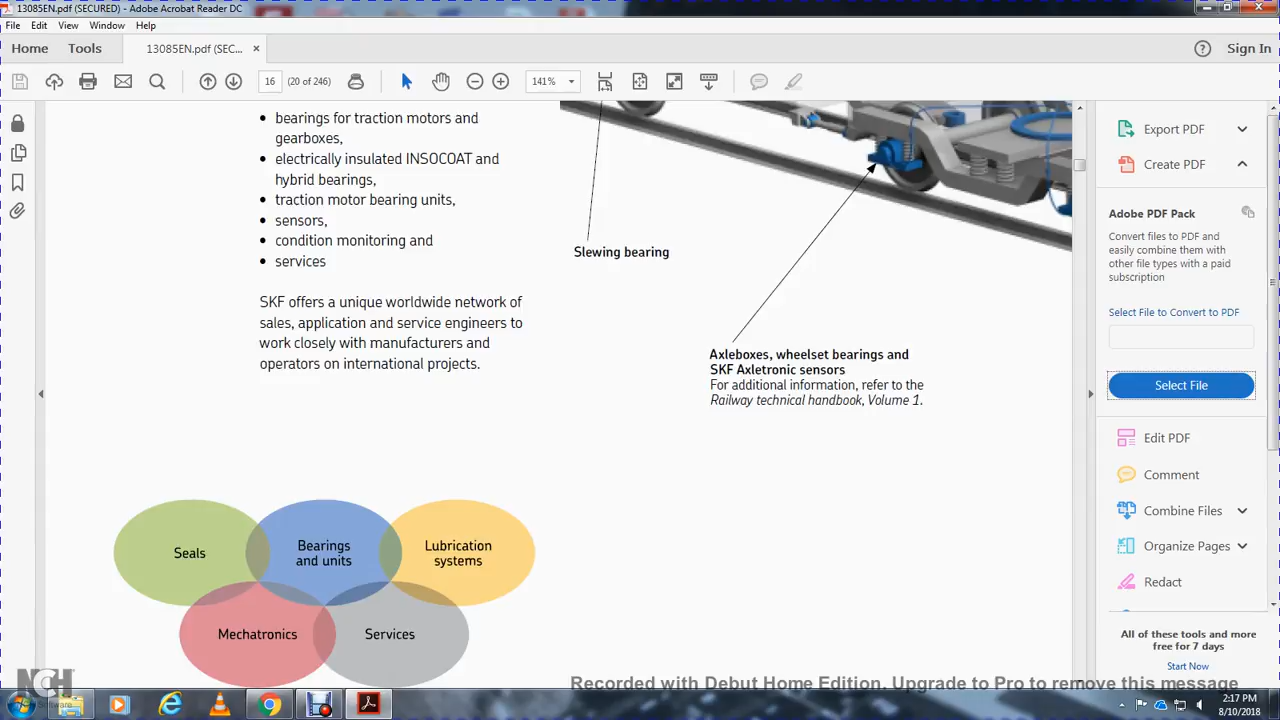 13085EN.pdf (SECURED) - Adobe Acrobat Reader DC
File Edit View Window Help
Home Tools 13085EN.pdf (SEC... × Sign In
16 (20 of 246) 141%
• bearings for traction motors and
gearboxes,
• electrically insulated INSOCOAT and
hybrid bearings,
• traction motor bearing units,
• sensors,
• condition monitoring and
• services
SKF offers a unique worldwide network of
sales, application and service engineers to
work closely with manufacturers and
operators on international projects.
Slewing bearing
Axleboxes, wheelset bearings and
SKF Axletronic sensors
For additional information, refer to the
Railway technical handbook, Volume 1.
Seals
Bearings
and units
Lubrication
systems
Mechatronics
Services
Export PDF
Create PDF
Adobe PDF Pack
Convert files to PDF and
easily combine them with
other file types with a paid
subscription
Select File to Convert to PDF
Select File
Edit PDF
Comment
Combine Files
Organize Pages
Redact
All of these tools and more
free for 7 days
Start Now
NCH
Software
Recorded with Debut Home Edition. Upgrade to Pro to remove this message
2:17 PM
8/10/2018